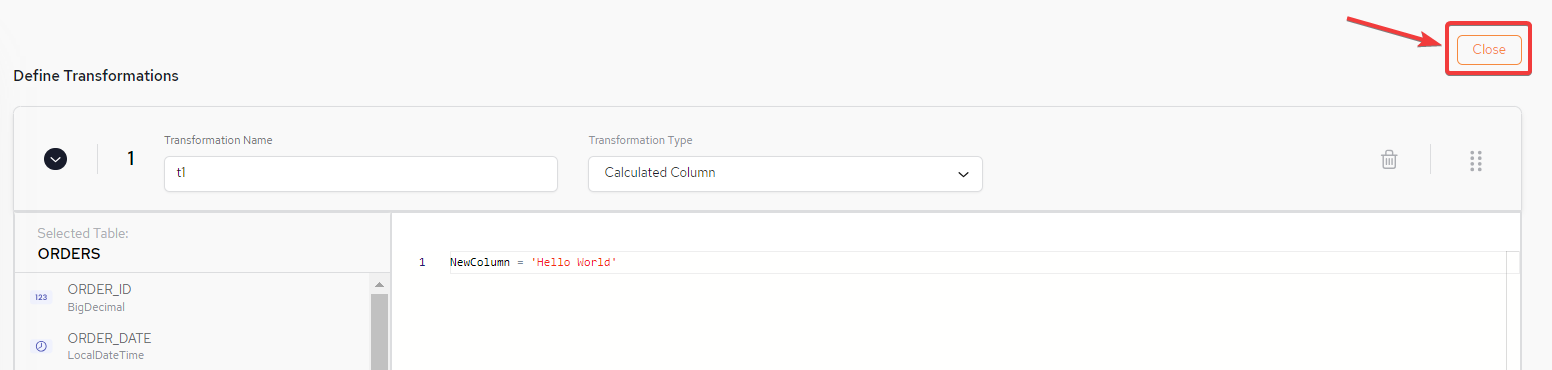 Close
Define Transformations
1
Transformation Name
Transformation Type
t1
Calculated Column
Selected Table:
ORDERS
1 NewColumn = 'Hello World'
123 ORDER_ID
BigDecimal
ORDER_DATE
LocalDateTime